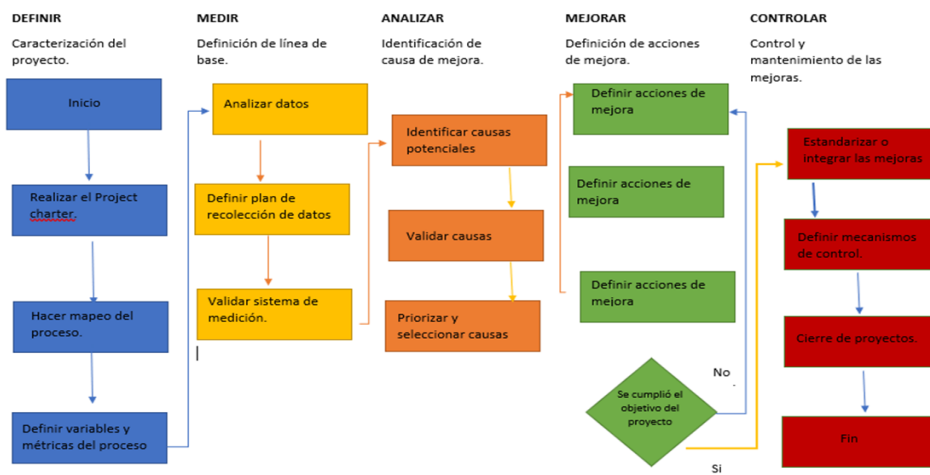 DEFINIR
Caracterización del
proyecto.
Inicio
Realizar el Project
charter.
Hacer mapeo del
proceso.
Definir variables y
métricas del proceso
MEDIR
Definición de línea de
base.
Analizar datos
Definir plan de
recolección de datos
Validar sistema de
medición.
ANALIZAR
Identificación de
causa de mejora.
Identificar causas
potenciales
Validar causas
Priorizar y
seleccionar causas
MEJORAR
Definición de acciones
de mejora.
Definir acciones de
mejora
Definir acciones de
mejora
Definir acciones de
mejora
Se cumplió el
objetivo del
proyecto
No
.
Si
CONTROLAR
Control y
mantenimiento de las
mejoras.
Estandarizar o
Integrar las mejoras
Definir mecanismos
de control.
Cierre de proyectos.
Fin